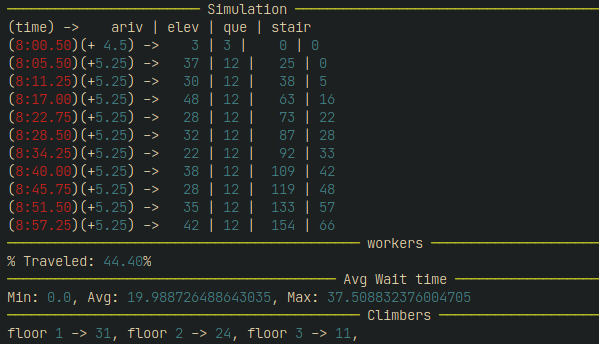 Simulation
(time) -> ariv | elev | que | stair
(8:00.50)(+ 4.5) -> 3 | 3 | 0 | 0
(8:05.50)(+5.25) -> 37 | 12 | 25 | 0
(8:11.25)(+5.25) -> 30 | 12 | 38 | 5
(8:17.00)(+5.25) -> 48 | 12 | 63 | 16
(8:22.75)(+5.25) -> 28 | 12 | 73 | 22
(8:28.50)(+5.25) -> 32 | 12 | 87 | 28
(8:34.25)(+5.25) -> 22 | 12 | 92 | 33
(8:40.00)(+5.25) -> 38 | 12 | 109 | 42
(8:45.75)(+5.25) -> 28 | 12 | 119 | 48
(8:51.50)(+5.25) -> 35 | 12 | 133 | 57
(8:57.25)(+5.25) -> 42 | 12 | 154 | 66
workers
% Traveled: 44.40%
Avg Wait time
Min: 0.0, Avg: 19.988726488643035, Max: 37.508832376004705
Climbers
floor 1 -> 31, floor 2 -> 24, floor 3 -> 11,